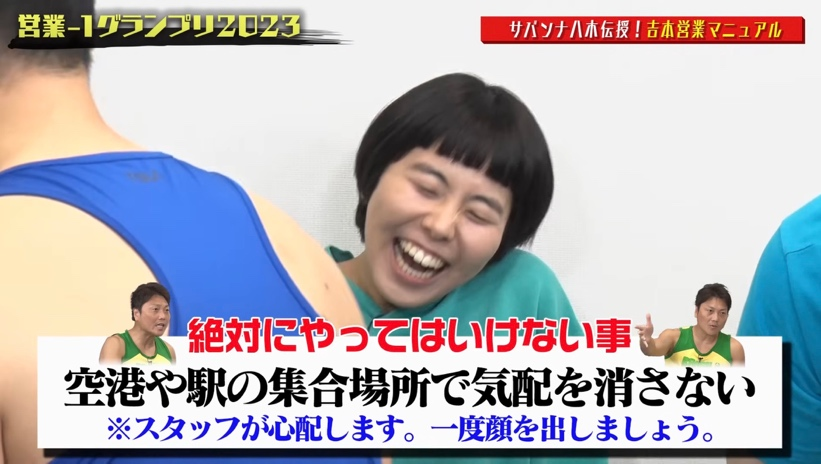 営業-1グランプリ2023
サバンナ八木伝授！吉本営業マニュアル
絶対にやってはいけない事
空港や駅の集合場所で気配を消さない
※スタッフが心配します。一度顔を出しましょう。